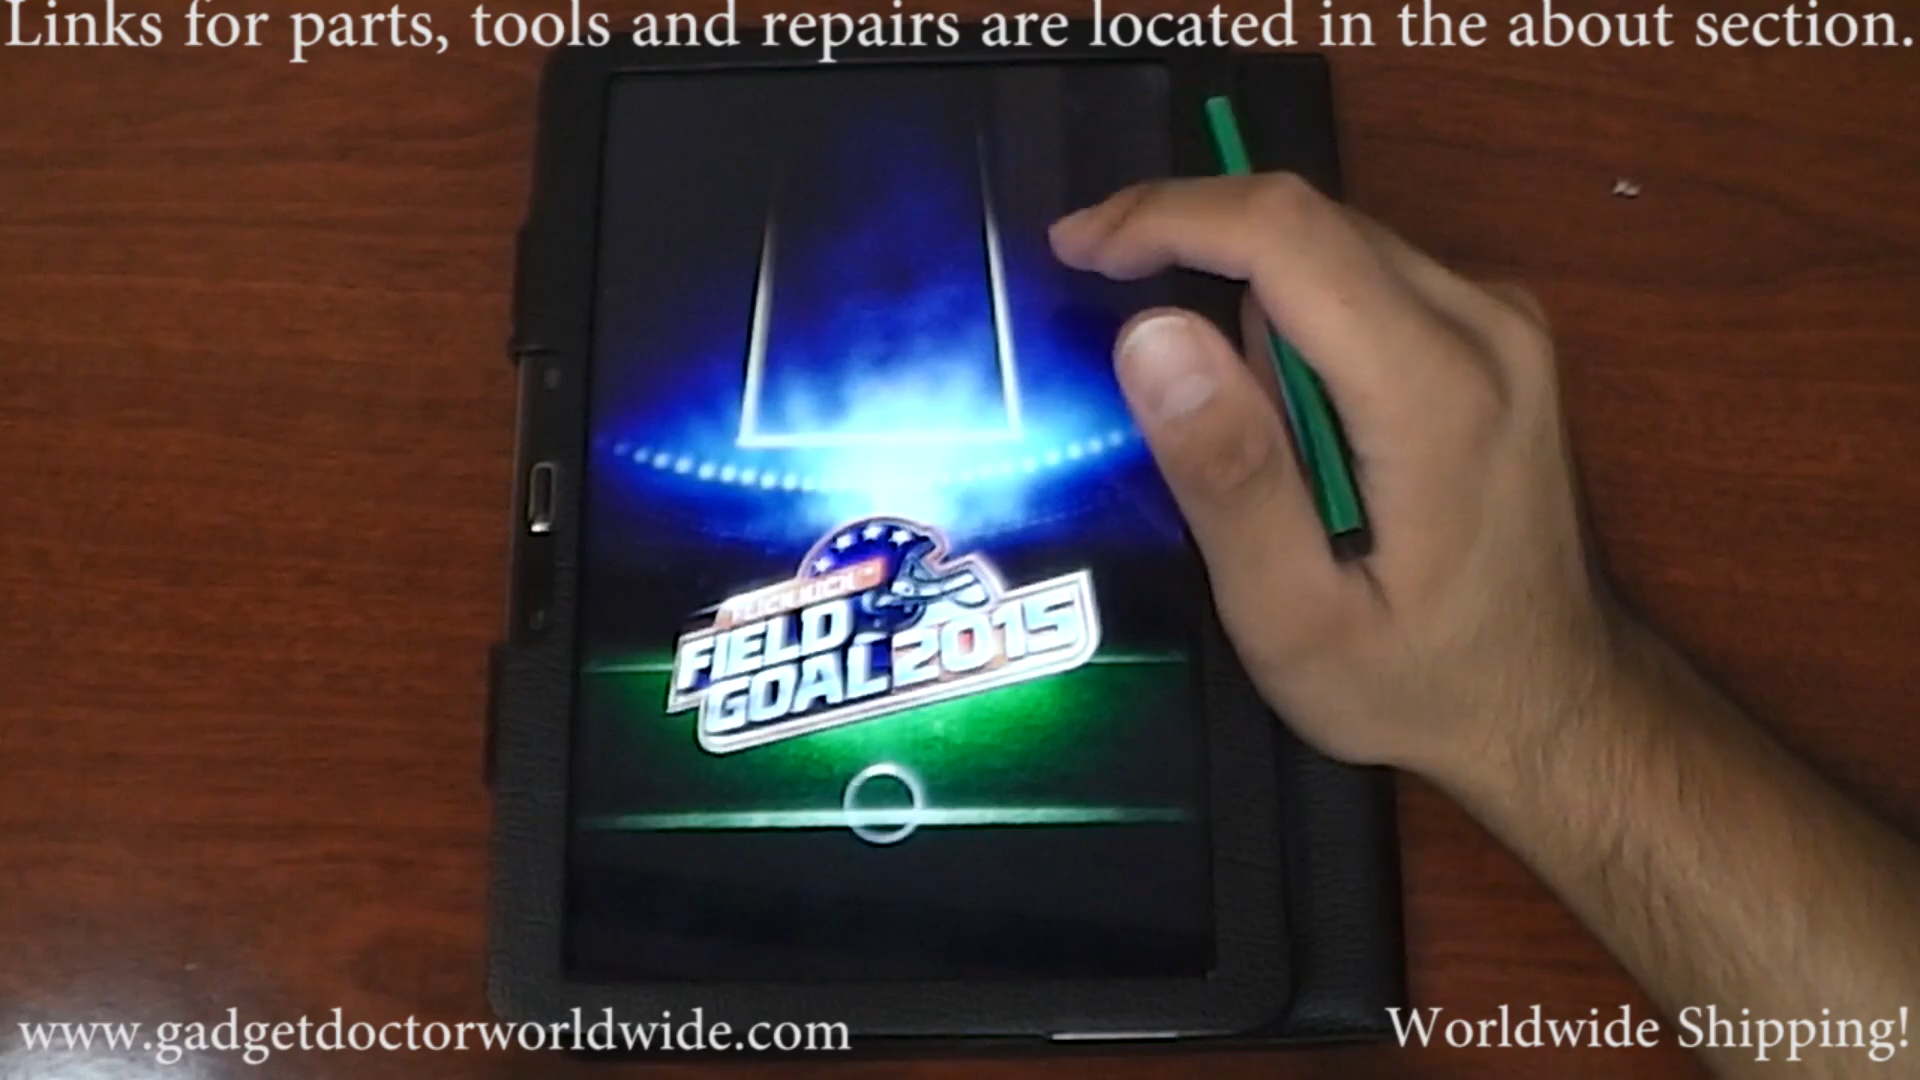 Links for parts, tools and repairs are located in the about section.
FIELD
GOAL 2015
www.gadgetdoctorworldwide.com
Worldwide Shipping!